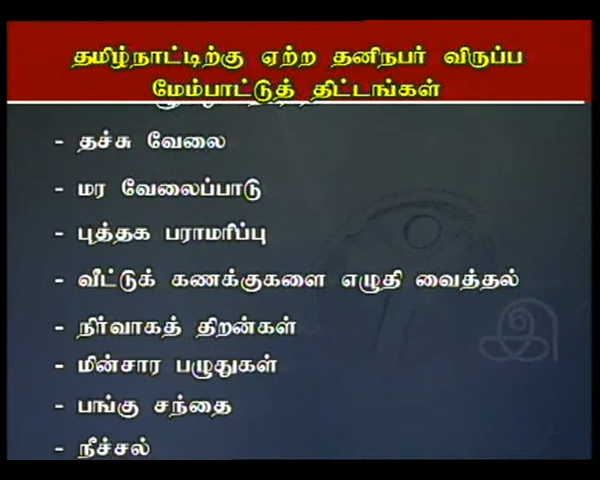 தமிழ்நாட்டிற்கு ஏற்ற தனிநபர் விருப்ப
மேம்பாட்டுத் திட்டங்கள்
- தச்சு வேலை
- மர வேலைப்பாடு
- புத்தக பராமரிப்பு
- வீட்டுக் கணக்குகளை எழுதி வைத்தல்
- நிர்வாகத் திறன்கள்
- மின்சார பழுதுகள்
- பங்கு சந்தை
- நீச்சல்